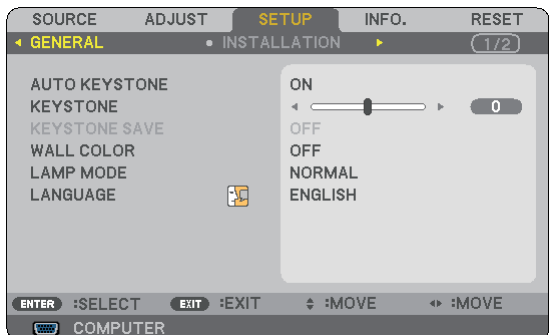 SOURCE ADJUST SETUP INFO. RESET
GENERAL • INSTALLATION 1/2
AUTO KEYSTONE ON
KEYSTONE 0
KEYSTONE SAVE OFF
WALL COLOR OFF
LAMP MODE NORMAL
LANGUAGE ENGLISH
ENTER :SELECT EXIT :EXIT :MOVE :MOVE
COMPUTER